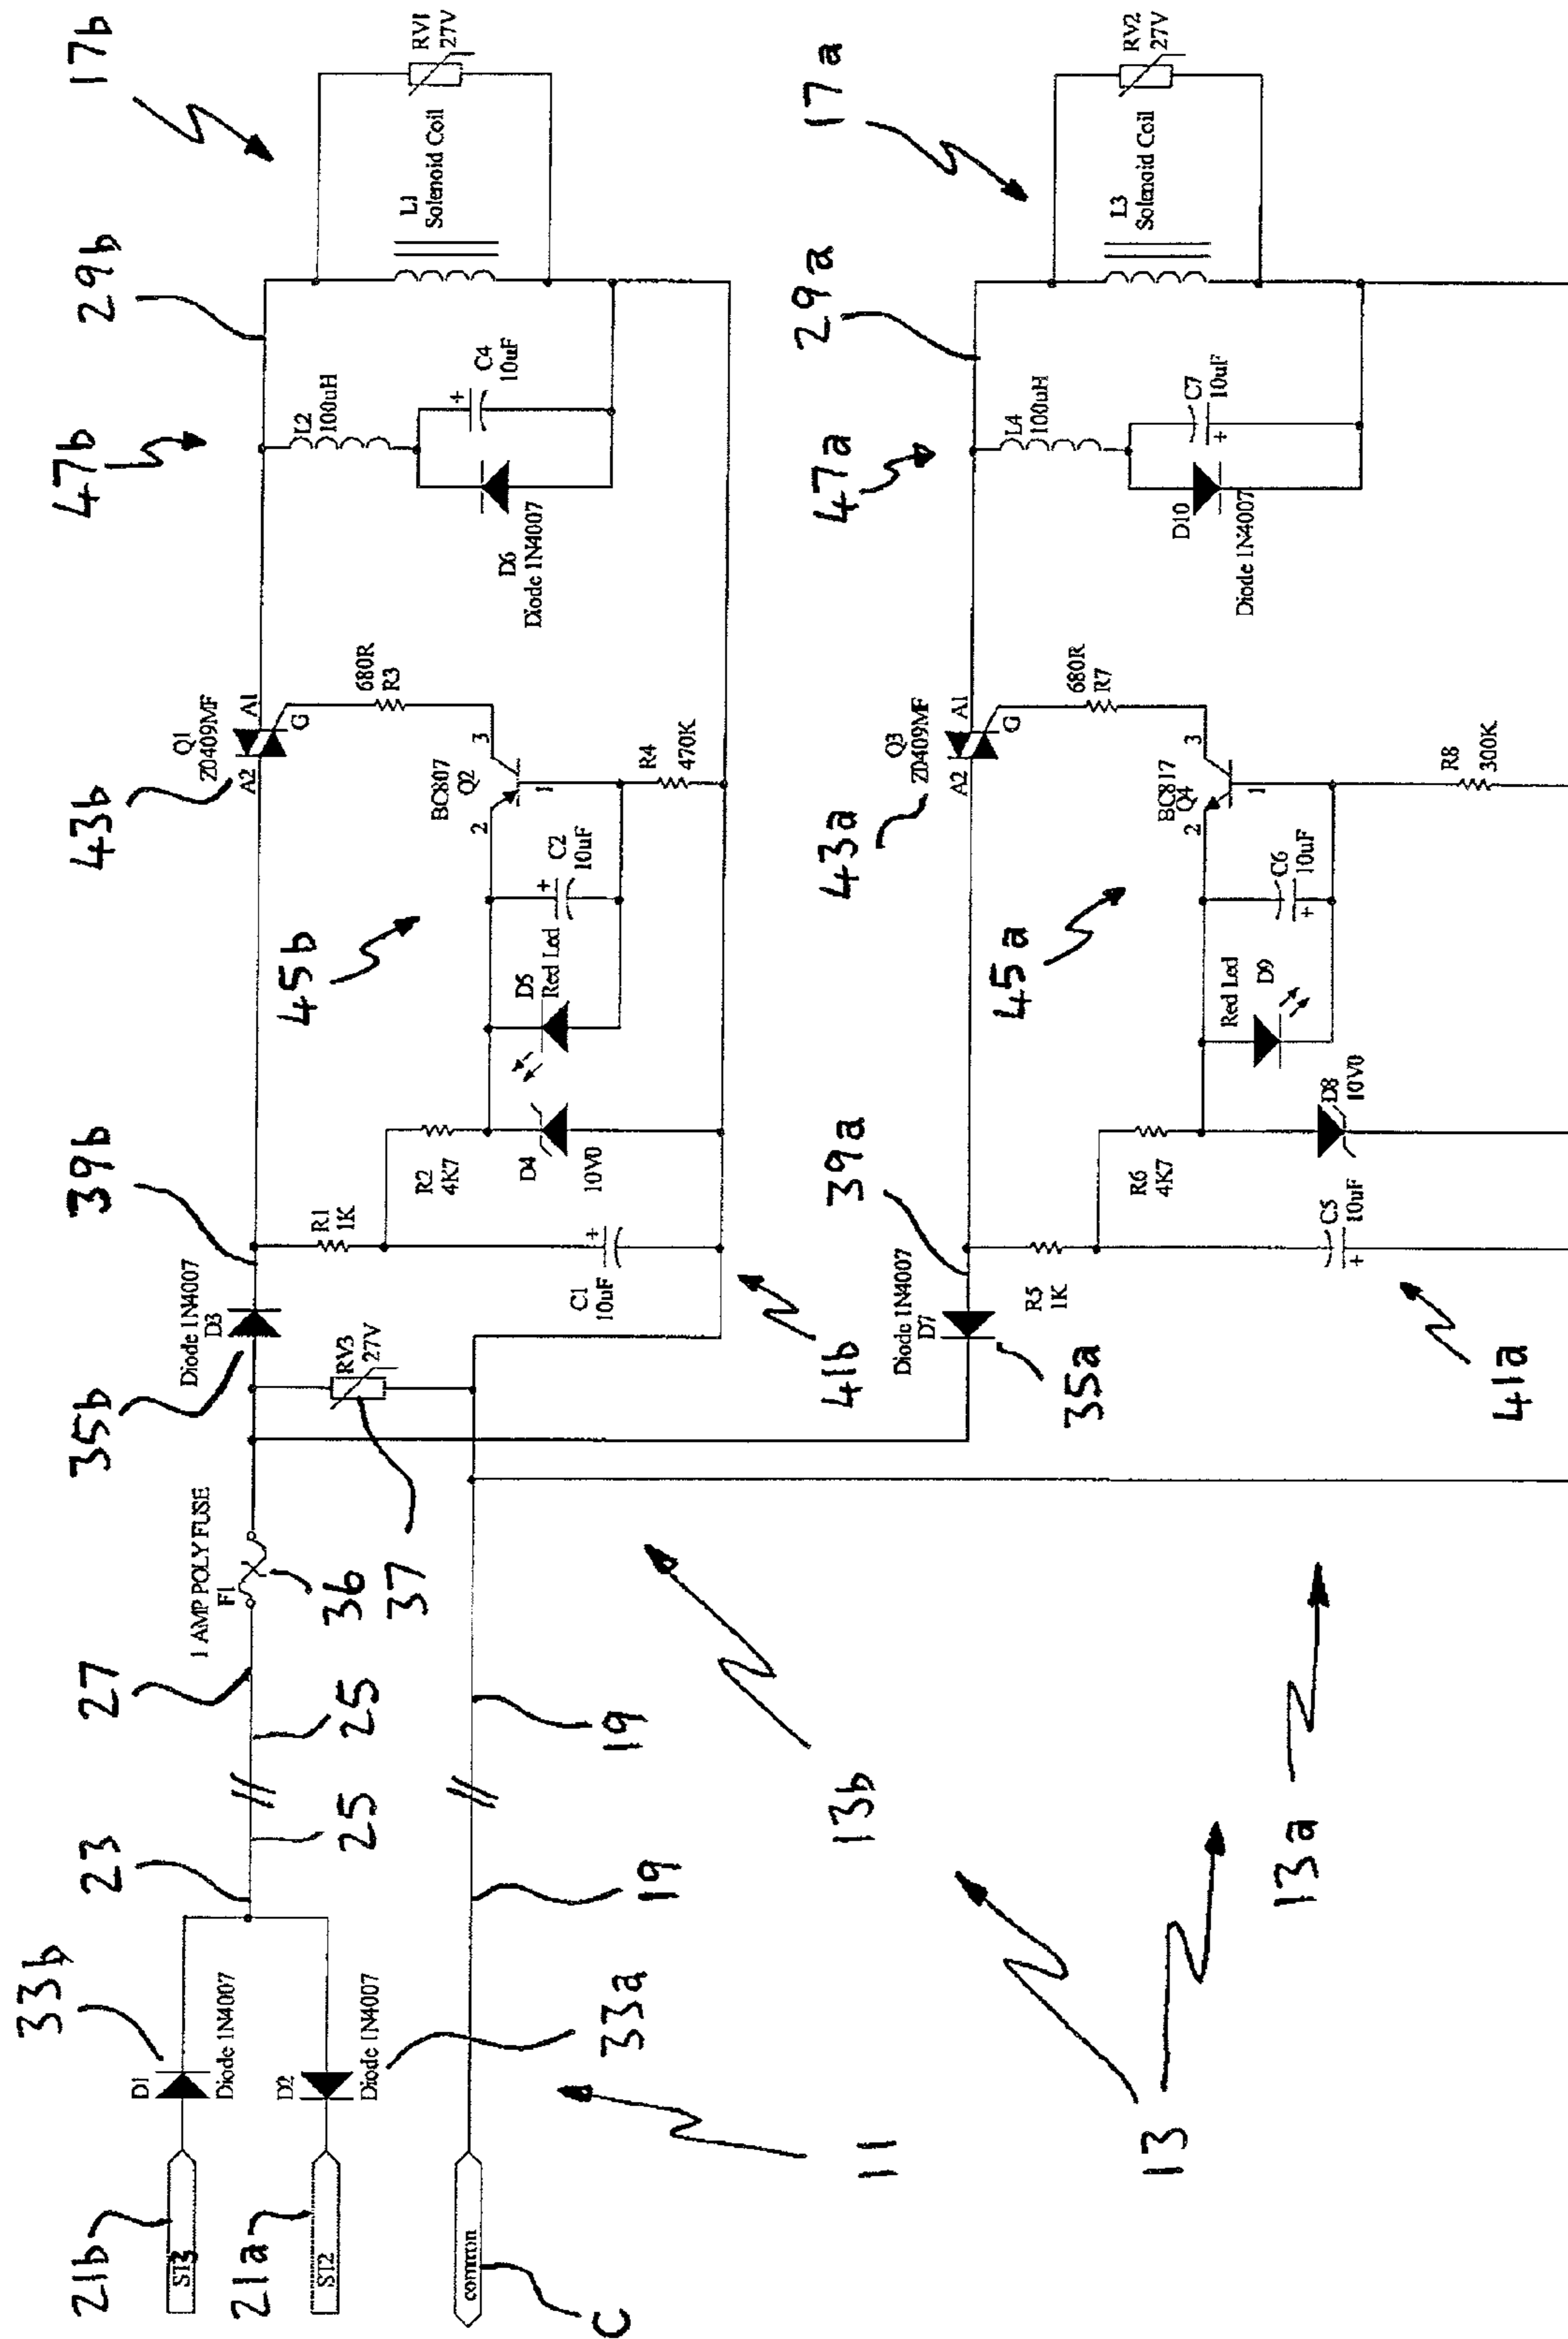 21b
33b
23
27
35b
39b
43b
47b
29b
17b
ST3
D1
Diode 1N4007
25
1 AMP POLY FUSE
F1
Diode 1N4007
D3
A2
Q1
Z0409MF
A1
G
21a
ST2
D2
Diode 1N4007
33a
25
36
37
RV3
27V
R1
1K
45b
680R
R3
L2
100uH
L1
Solenoid Coil
RV1
27V
common
C
19
19
R2
4K7
D4
10V0
D5
Red Led
C2
10uF
BC807
Q2
2
3
1
D6
Diode 1N4007
C4
10uF
C1
10uF
R4
470K
11
13b
41b
39a
43a
47a
29a
17a
Diode 1N4007
D7
35a
A2
Q3
Z0409MF
A1
G
13
R5
1K
45a
680R
R7
L4
100uH
L3
Solenoid Coil
RV2
27V
R6
4K7
Red Led
D9
C6
10uF
BC817
Q4
2
3
1
D10
Diode 1N4007
C7
10uF
13a
D8
10V0
C5
10uF
R8
300K
41a